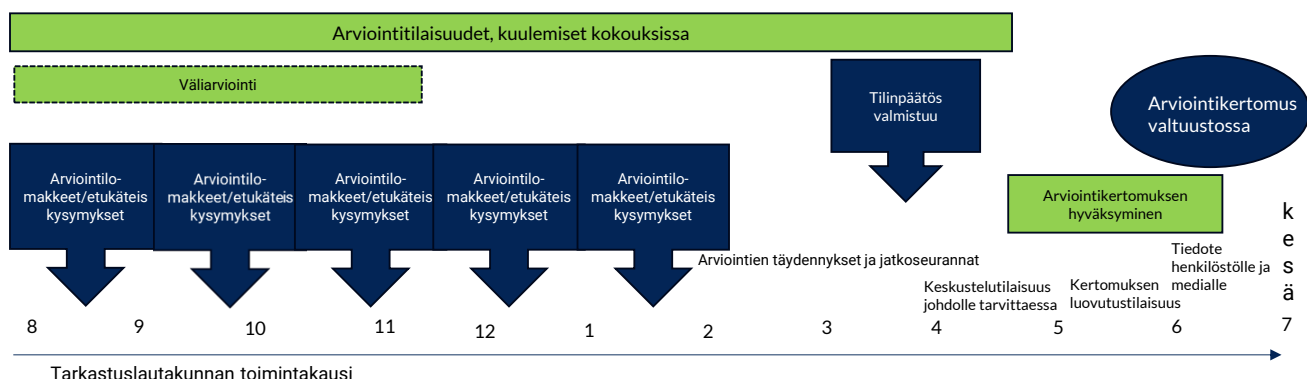 Arviointitilaisuudet, kuulemiset kokouksissa
Väliarviointi
Tilinpäätös
valmistuu
Arviointikertomus
valtuustossa
Arviointilo-
makkeet/etukäteis
kysymykset
Arviointilo-
makkeet/etukäteis
kysymykset
Arviointilo-
makkeet/etukäteis
kysymykset
Arviointilo-
makkeet/etukäteis
kysymykset
Arviointilo-
makkeet/etukäteis
kysymykset
Arviointikertomuksen
hyväksyminen
k
e
s
ä
Arviointien täydennykset ja jatkoseurannat
Keskustelutilaisuus
johdolle tarvittaessa
Kertomuksen
luovutustilaisuus
Tiedote
henkilöstölle ja
medialle
8 9 10 11 12 1 2 3 4 5 6 7
Tarkastuslautakunnan toimintakausi